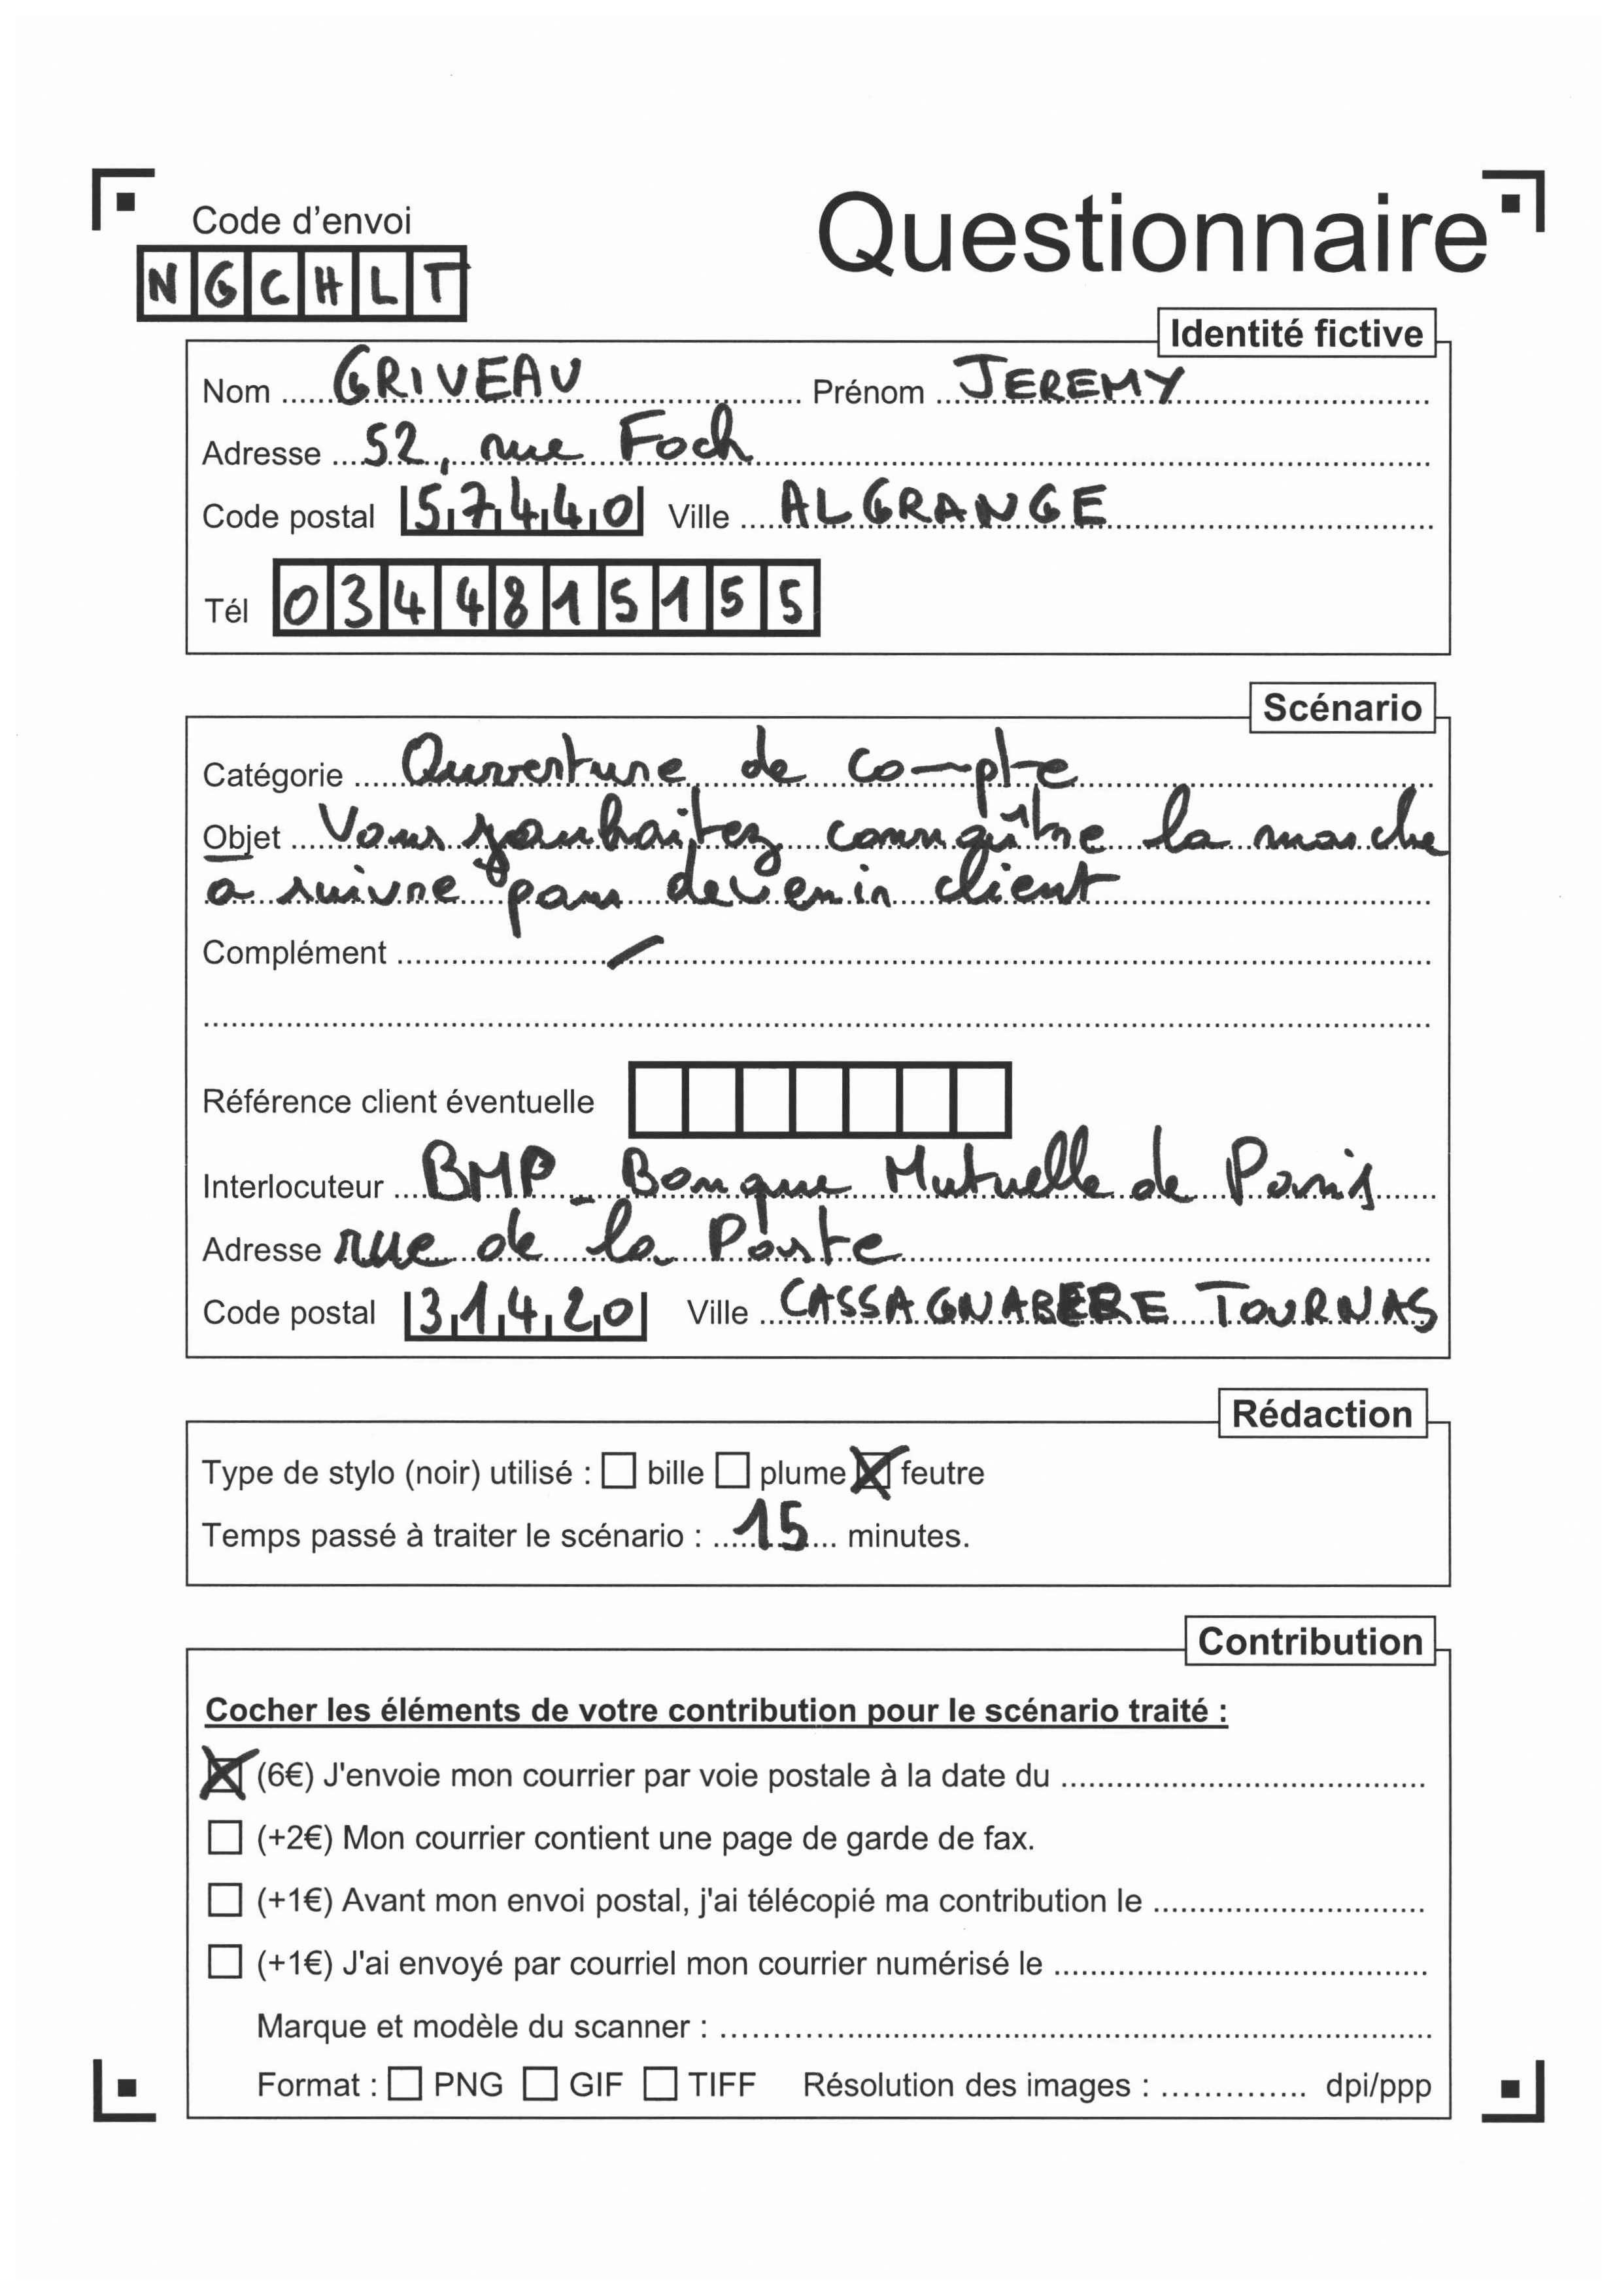 Code d'envoi
Questionnaire
NGCHLT
Identité fictive
Nom GRIVEAU Prénom JEREMY
Adresse 52, rue Foch
Code postal 57440 Ville ALGRANGE
Tél 0344815155
Scénario
Catégorie Ouverture de compte
Objet Vous souhaitez connaître la marche
a suivre pour devenir client
Complément
Référence client éventuelle
Interlocuteur BMP - Banque Mutuelle de Paris
Adresse rue de la Poste
Code postal 31420 Ville CASSAGNABERE TOURNAS
Rédaction
Type de stylo (noir) utilisé : bille plume feutre
Temps passé à traiter le scénario : 15 minutes.
Contribution
Cocher les éléments de votre contribution pour le scénario traité :
(6€) J'envoie mon courrier par voie postale à la date du
(+2€) Mon courrier contient une page de garde de fax.
(+1€) Avant mon envoi postal, j'ai télécopié ma contribution le
(+1€) J'ai envoyé par courriel mon courrier numérisé le
Marque et modèle du scanner :
Format : PNG GIF TIFF Résolution des images : dpi/ppp